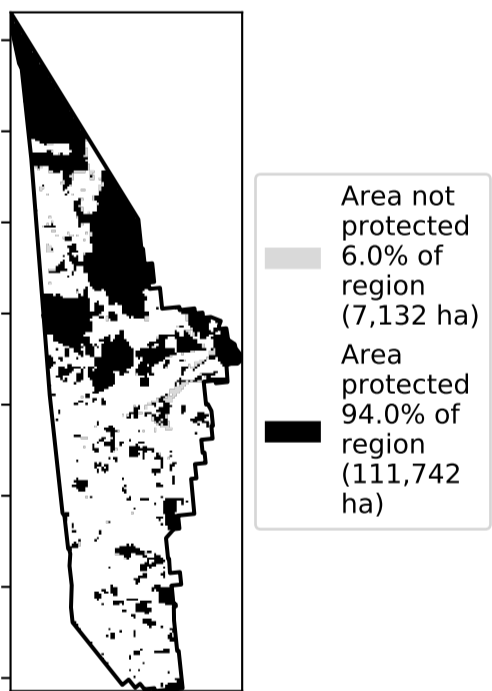 Area not
protected
6.0% of
region
(7,132 ha)
Area
protected
94.0% of
region
(111,742
ha)